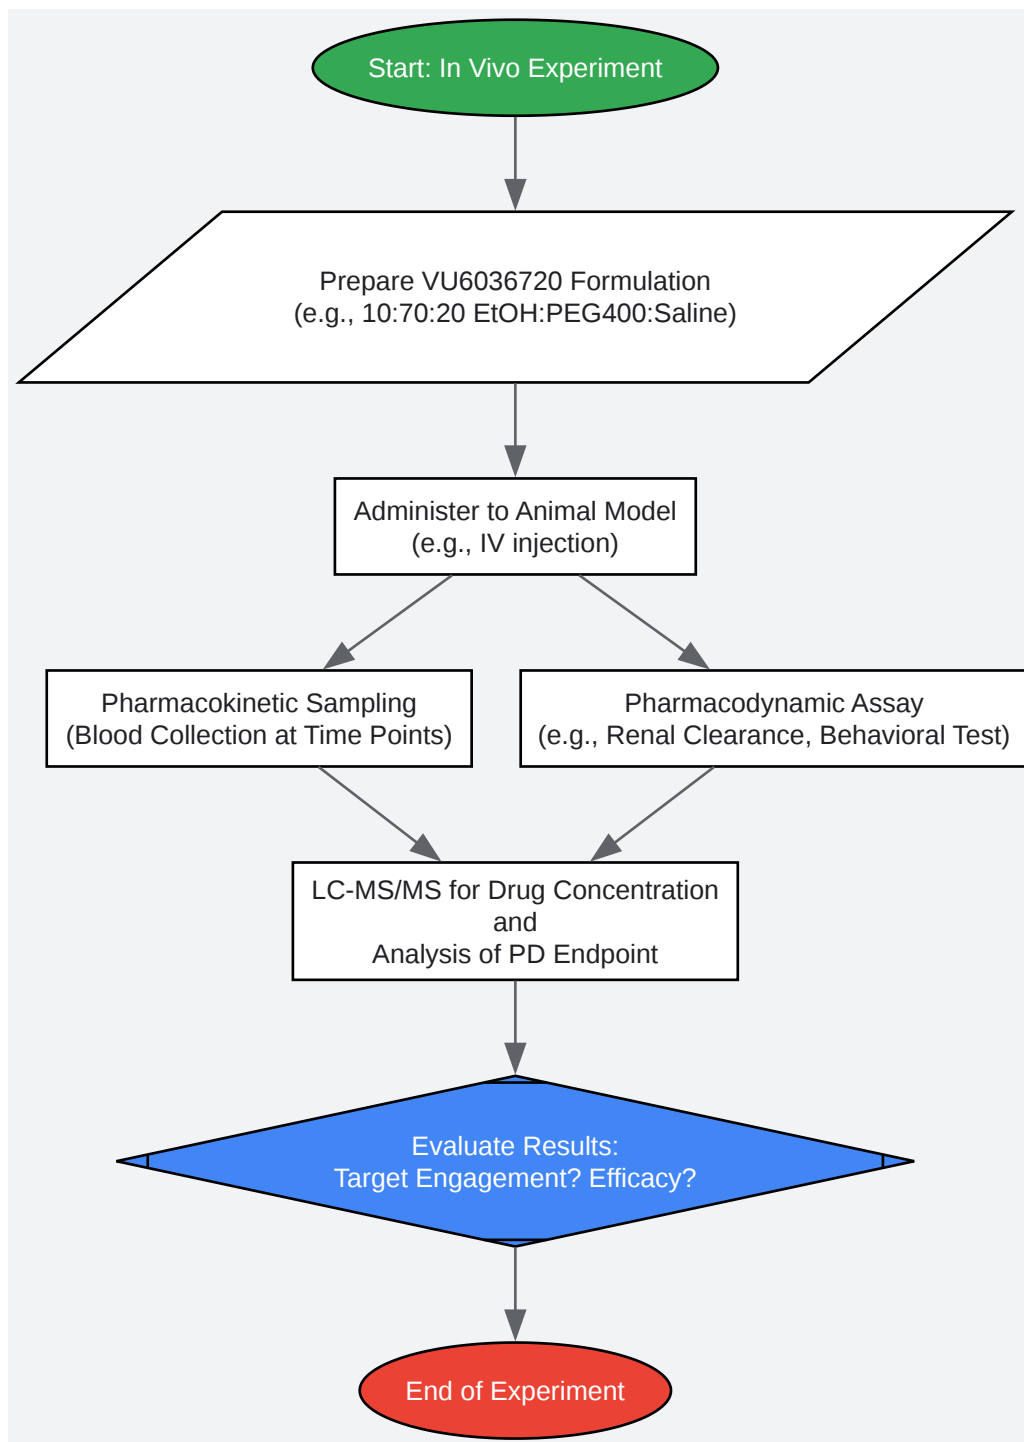 Start: In Vivo Experiment
Prepare VU6036720 Formulation
(e.g., 10:70:20 EtOH:PEG400:Saline)
Administer to Animal Model
(e.g., IV injection)
Pharmacokinetic Sampling
(Blood Collection at Time Points)
Pharmacodynamic Assay
(e.g., Renal Clearance, Behavioral Test)
LC-MS/MS for Drug Concentration
and
Analysis of PD Endpoint
Evaluate Results:
Target Engagement? Efficacy?
End of Experiment